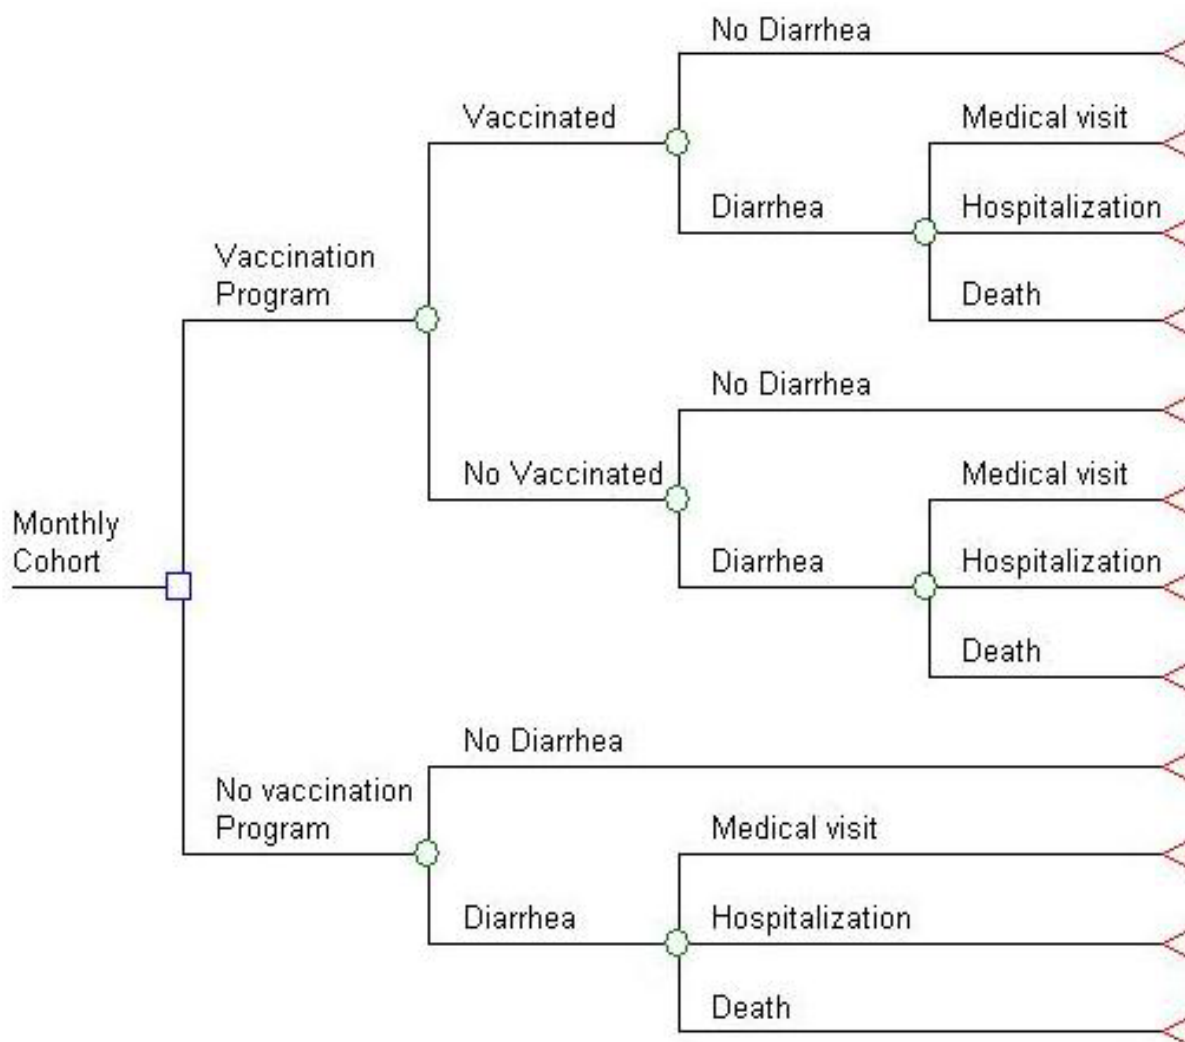 No Diarrhea
Vaccinated
Medical visit
Diarrhea
Hospitalization
Vaccination
Program
Death
No Diarrhea
No Vaccinated
Medical visit
Monthly
Cohort
Diarrhea
Hospitalization
Death
No Diarrhea
No vaccination
Program
Medical visit
Diarrhea
Hospitalization
Death